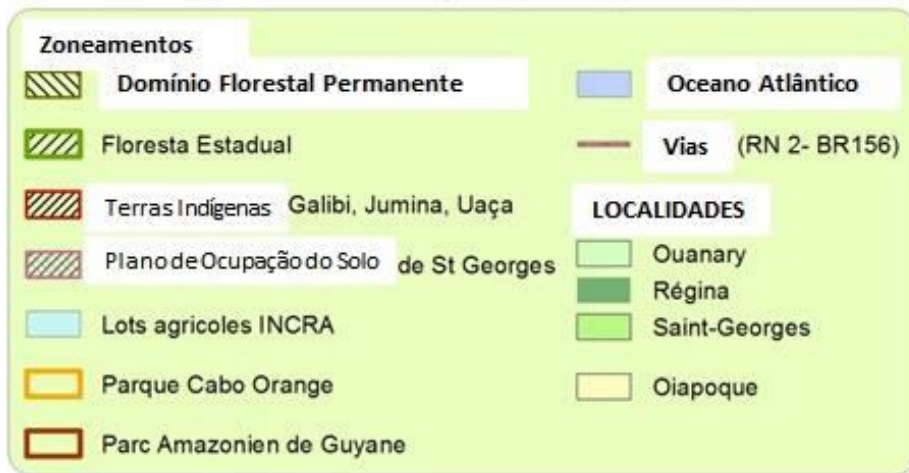 Zoneamentos
Domínio Florestal Permanente
Floresta Estadual
Terras Indígenas Galibi, Jumina, Uaça
Plano de Ocupação do Solo de St Georges
Lots agricoles INCRA
Parque Cabo Orange
Parc Amazonien de Guyane
Oceano Atlântico
Vias (RN 2- BR156)
LOCALIDADES
Ouanary
Régina
Saint-Georges
Oiapoque